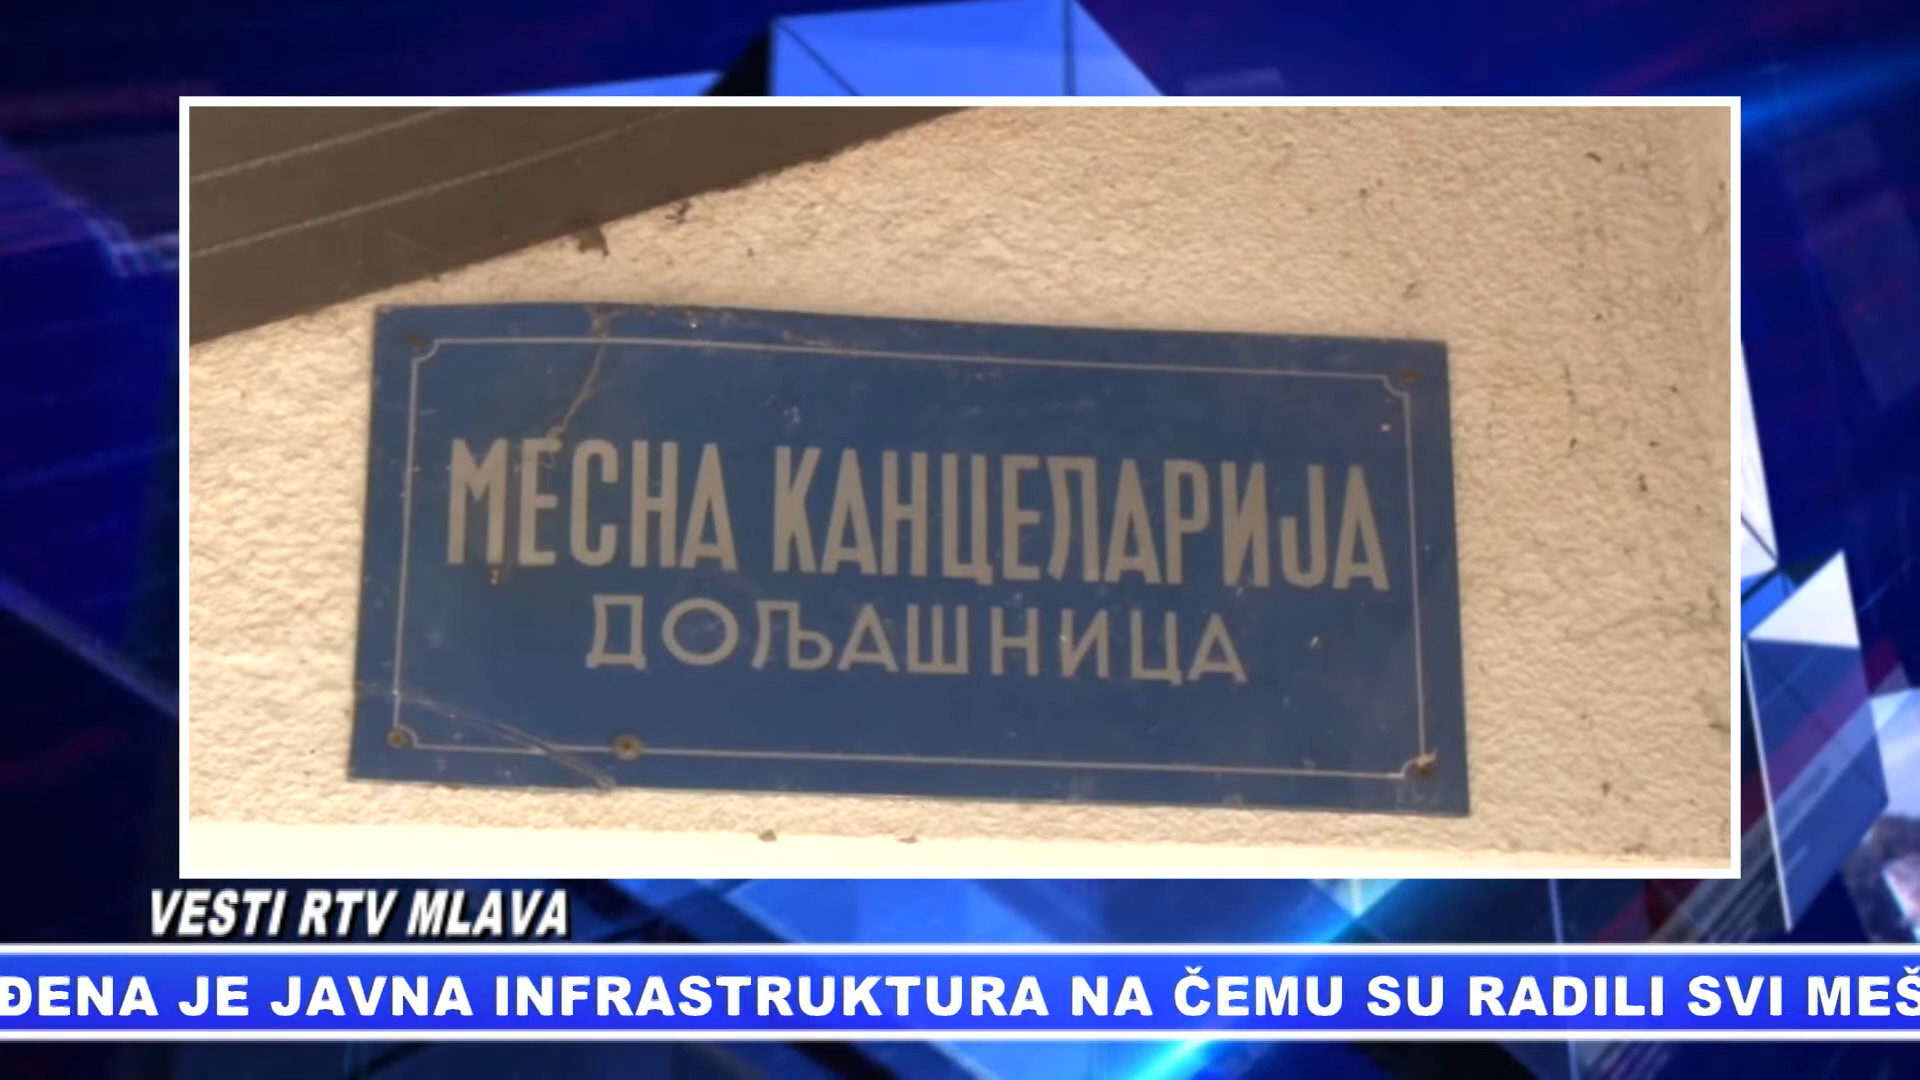 МЕСНА КАНЦЕЛАРИЈА
ДОЉАШНИЦА
VESTI RTV MLAVA
ĐENA JE JAVNA INFRASTRUKTURA NA ČEMU SU RADILI SVI MEŠ